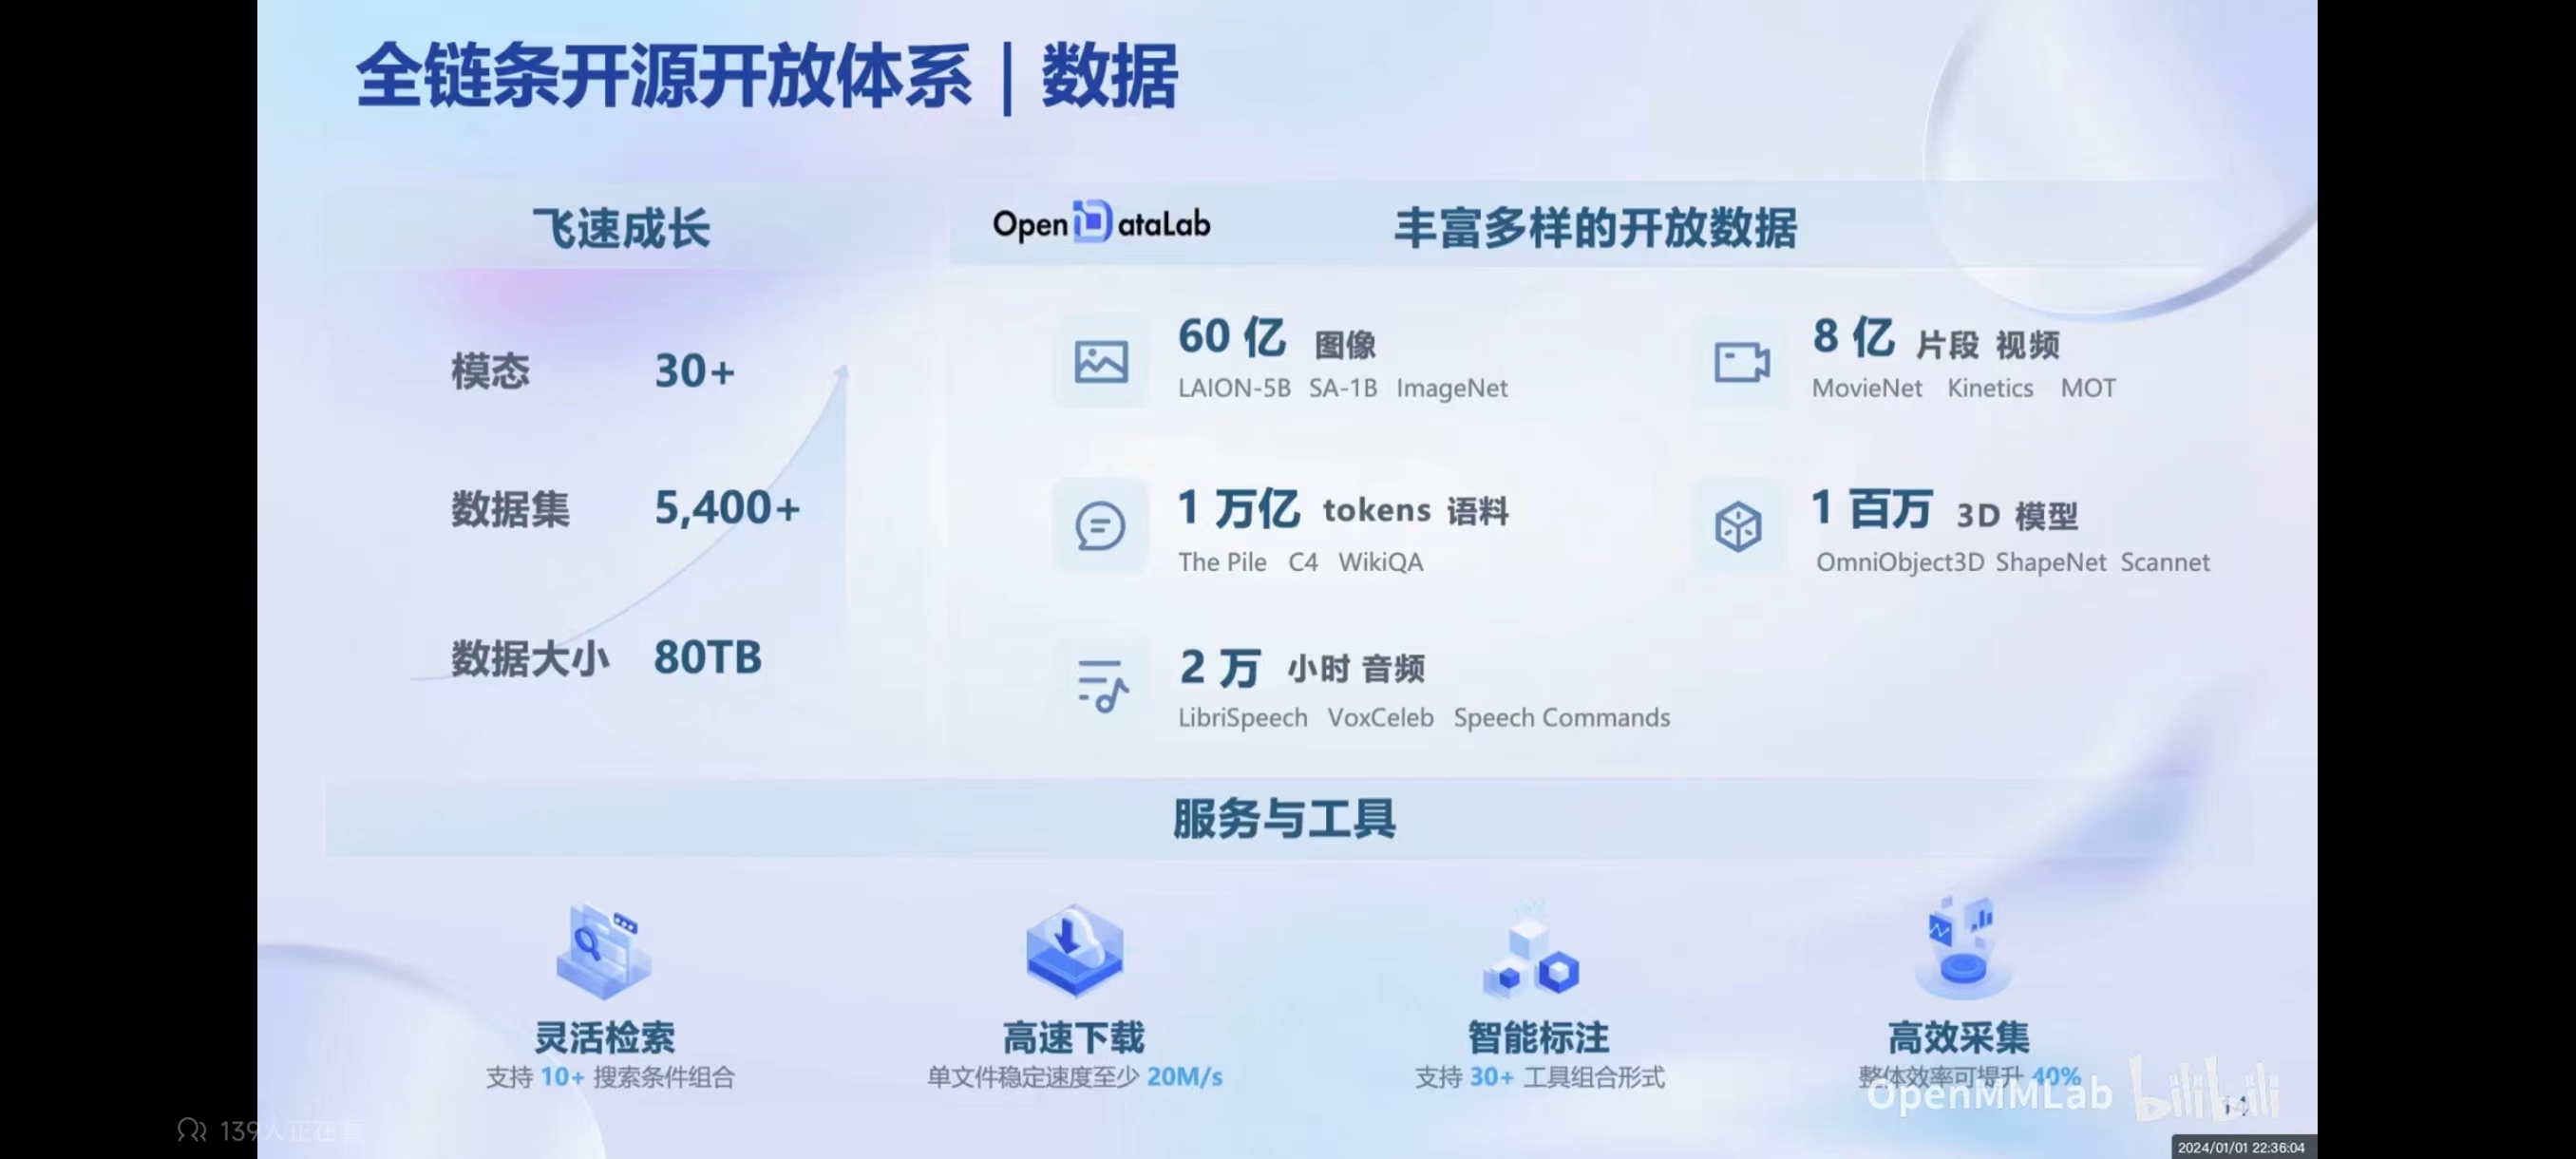 全链条开源开放体系 | 数据
飞速成长
模态 30+
数据集 5,400+
数据大小 80TB
OpenDataLab 丰富多样的开放数据
60 亿 图像
LAION-5B SA-1B ImageNet
8 亿 片段 视频
MovieNet Kinetics MOT
1 万亿 tokens 语料
The Pile C4 WikiQA
1 百万 3D 模型
OmniObject3D ShapeNet Scannet
2 万 小时 音频
LibriSpeech VoxCeleb Speech Commands
服务与工具
灵活检索
支持 10+ 搜索条件组合
高速下载
单文件稳定速度至少 20M/s
智能标注
支持 30+ 工具组合形式
高效采集
整体效率可提升 40%
OpenMMLab bilibili
14
139人正在看
2024/01/01 22:36:04